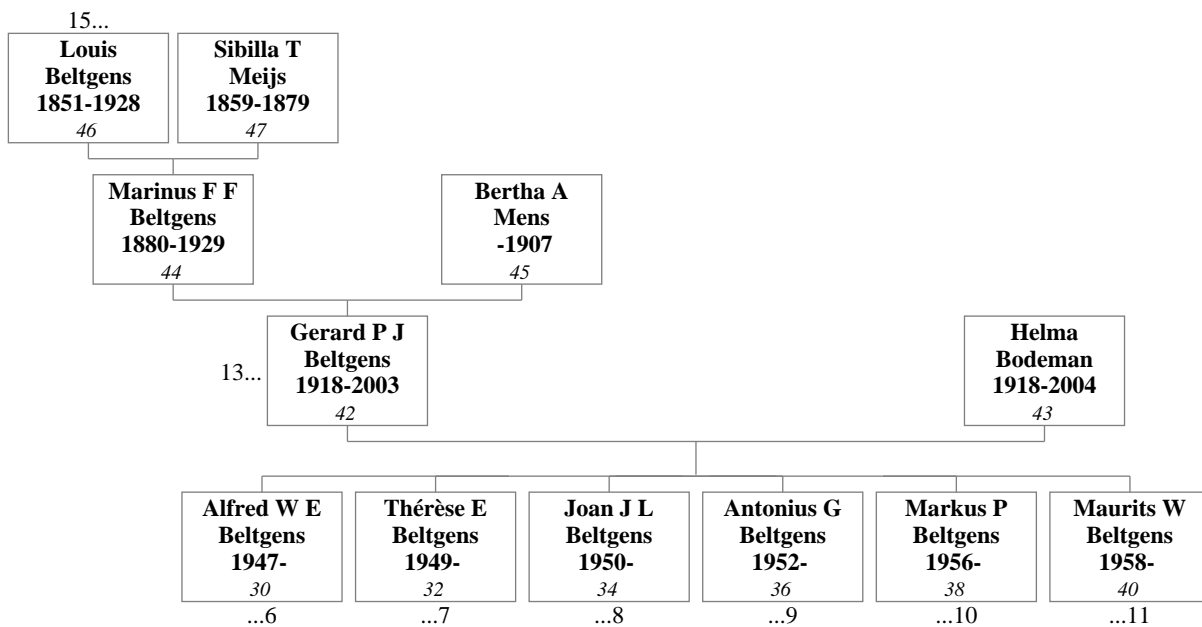 15...
Louis
Beltgens
1851-1928
46
Sibilla T
Meijs
1859-1879
47
Marinus F F
Beltgens
1880-1929
44
Bertha A
Mens
-1907
45
13...
Gerard P J
Beltgens
1918-2003
42
Helma
Bodeman
1918-2004
43
Alfred W E
Beltgens
1947-
30
...6
Thérèse E
Beltgens
1949-
32
...7
Joan J L
Beltgens
1950-
34
...8
Antonius G
Beltgens
1952-
36
...9
Markus P
Beltgens
1956-
38
...10
Maurits W
Beltgens
1958-
40
...11